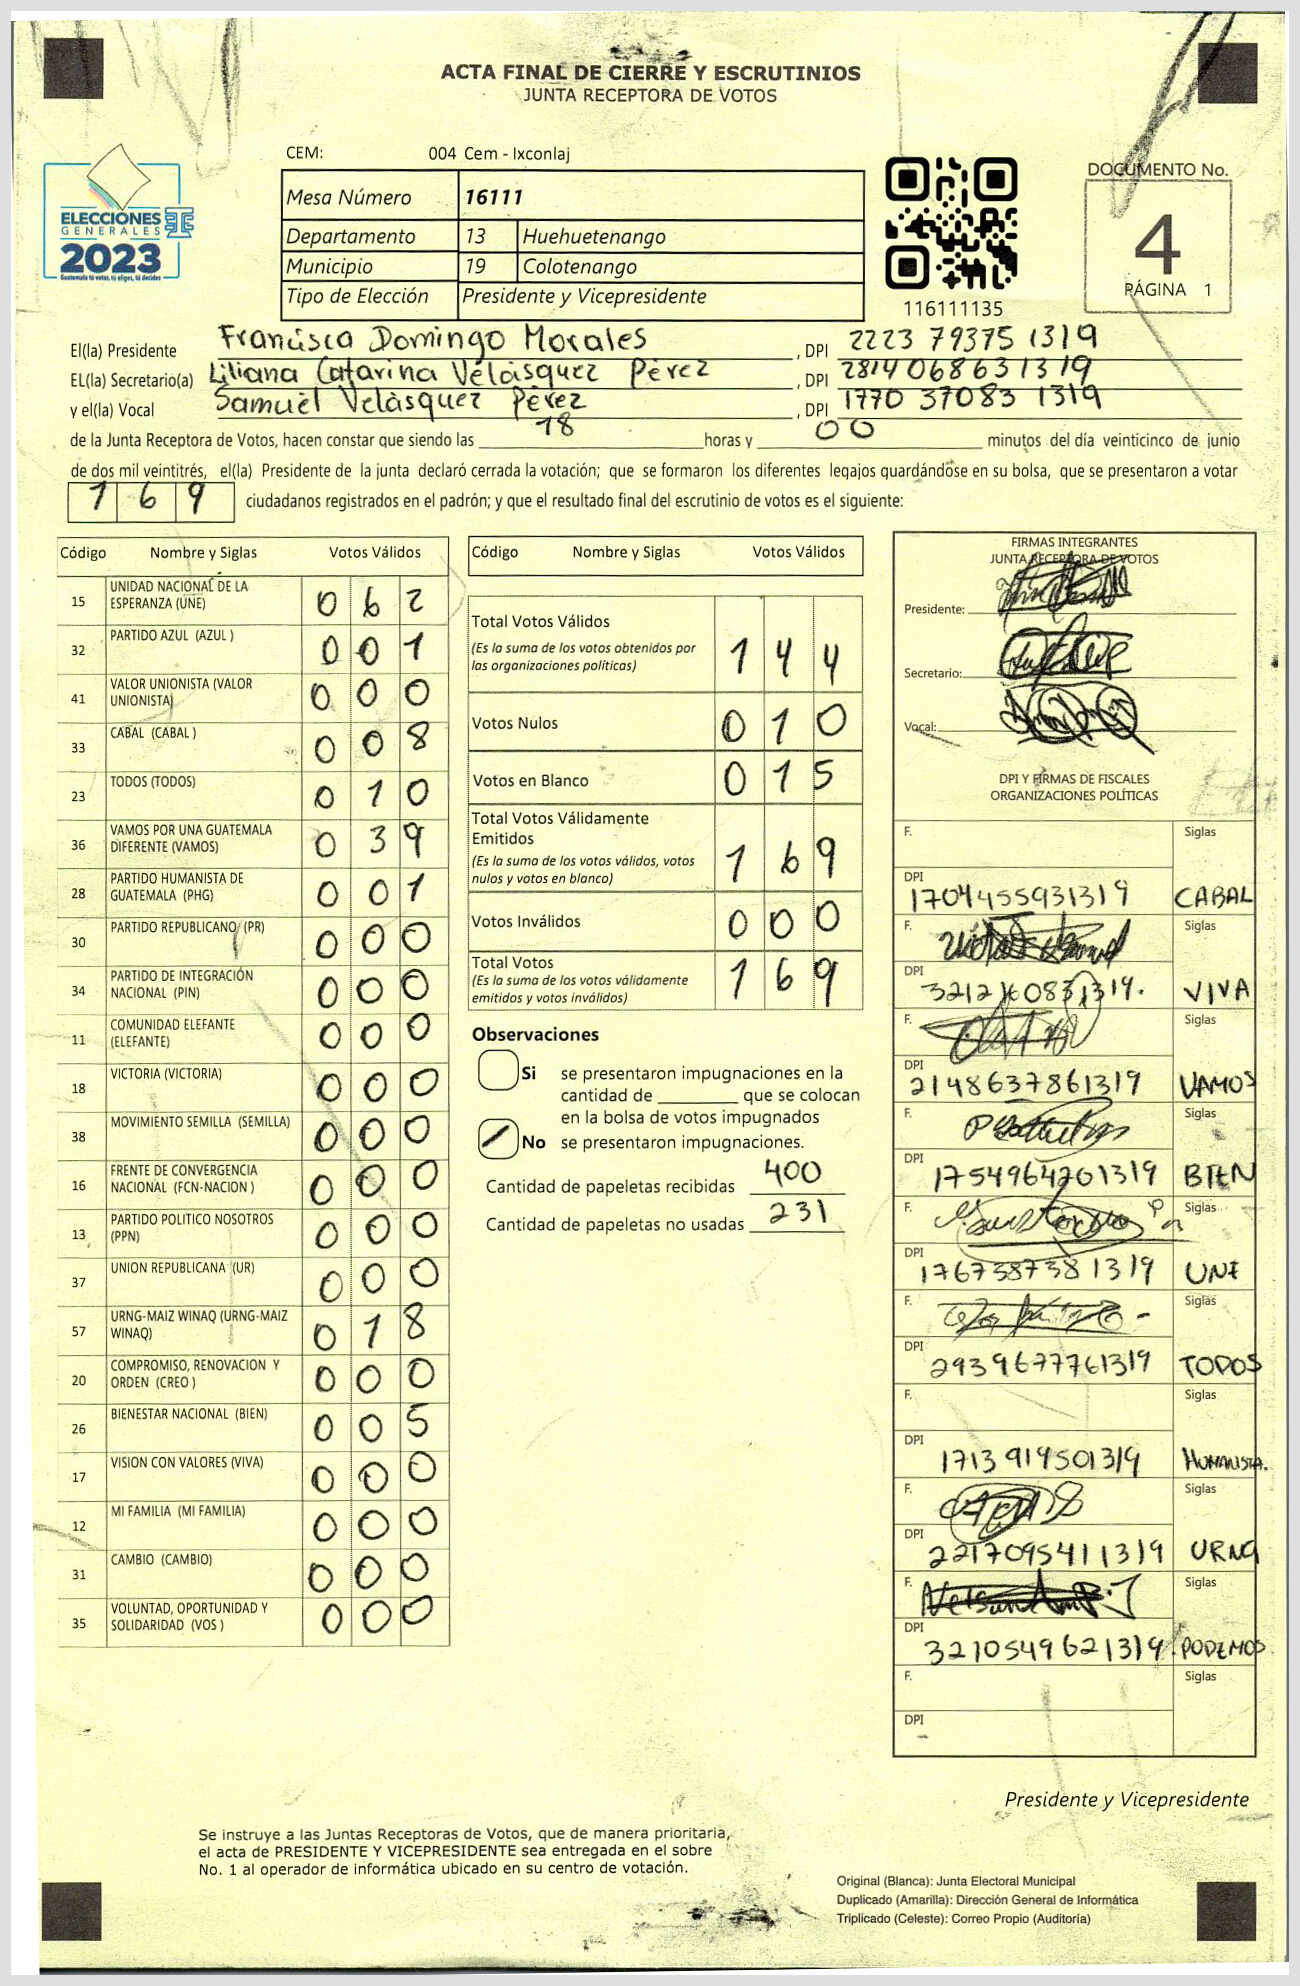 ACTA FINAL DE CIERRE Y ESCRUTINIOS
JUNTA RECEPTORA DE VOTOS
CEM: 004 Cem - Ixconlaj
Mesa Número 16111
Departamento 13 Huehuetenango
Municipio 19 Colotenango
Tipo de Elección Presidente y Vicepresidente
ELECCIONES
GENERALES
2023
Guatemala tú votas, tú eliges, tú decides
116111135
DOCUMENTO No.
4
PÁGINA 1
El(la) Presidente Francisca Domingo Morales , DPI 2223 79375 1319
EL(la) Secretario(a) Liliana Catarina Velásquez Pérez , DPI 2814 06863 1319
y el(la) Vocal Samuel Velásquez Pérez , DPI 1770 37083 1319
de la Junta Receptora de Votos, hacen constar que siendo las 18 horas y 00 minutos del día veinticinco de junio
de dos mil veintitrés, el(la) Presidente de la junta declaró cerrada la votación; que se formaron los diferentes legajos guardándose en su bolsa, que se presentaron a votar
169 ciudadanos registrados en el padrón; y que el resultado final del escrutinio de votos es el siguiente:
Código Nombre y Siglas Votos Válidos
15 UNIDAD NACIONAL DE LA ESPERANZA (UNE) 0 6 2
32 PARTIDO AZUL (AZUL ) 0 0 1
41 VALOR UNIONISTA (VALOR UNIONISTA) 0 0 0
33 CABAL (CABAL ) 0 0 8
23 TODOS (TODOS) 0 1 0
36 VAMOS POR UNA GUATEMALA DIFERENTE (VAMOS) 0 3 9
28 PARTIDO HUMANISTA DE GUATEMALA (PHG) 0 0 1
30 PARTIDO REPUBLICANO (PR) 0 0 0
34 PARTIDO DE INTEGRACIÓN NACIONAL (PIN) 0 0 0
11 COMUNIDAD ELEFANTE (ELEFANTE) 0 0 0
18 VICTORIA (VICTORIA) 0 0 0
38 MOVIMIENTO SEMILLA (SEMILLA) 0 0 0
16 FRENTE DE CONVERGENCIA NACIONAL (FCN-NACION ) 0 0 0
13 PARTIDO POLITICO NOSOTROS (PPN) 0 0 0
37 UNION REPUBLICANA (UR) 0 0 0
57 URNG-MAIZ WINAQ (URNG-MAIZ WINAQ) 0 1 8
20 COMPROMISO, RENOVACION Y ORDEN (CREO ) 0 0 0
26 BIENESTAR NACIONAL (BIEN) 0 0 5
17 VISION CON VALORES (VIVA) 0 0 0
12 MI FAMILIA (MI FAMILIA) 0 0 0
31 CAMBIO (CAMBIO) 0 0 0
35 VOLUNTAD, OPORTUNIDAD Y SOLIDARIDAD (VOS ) 0 0 0
Código Nombre y Siglas Votos Válidos
Total Votos Válidos 1 4 4
(Es la suma de los votos obtenidos por
las organizaciones políticas)
Votos Nulos 0 1 0
Votos en Blanco 0 1 5
Total Votos Válidamente
Emitidos 1 6 9
(Es la suma de los votos válidos, votos
nulos y votos en blanco)
Votos Inválidos 0 0 0
Total Votos 1 6 9
(Es la suma de los votos válidamente
emitidos y votos inválidos)
Observaciones
Si se presentaron impugnaciones en la
cantidad de ________ que se colocan
en la bolsa de votos impugnados
No se presentaron impugnaciones.
Cantidad de papeletas recibidas 400
Cantidad de papeletas no usadas 231
FIRMAS INTEGRANTES
JUNTA RECEPTORA DE VOTOS
Presidente:
Secretario:
Vocal:
DPI Y FIRMAS DE FISCALES
ORGANIZACIONES POLÍTICAS
F. Siglas
DPI 1704455931319 CABAL
F. Siglas
DPI VIVA
F. Siglas
DPI 2148637861319 VAMOS
F. Siglas
DPI 1754964201319 BIEN
F. Siglas
DPI 1767387381319 UNE
F. Siglas
DPI 2939677761319 TODOS
F. Siglas
DPI 1713919501319 HUMANISTA.
F. Siglas
DPI 2217095411319 URNG
F. Siglas
DPI 3210549621319 PODEMOS
F. Siglas
DPI
Presidente y Vicepresidente
Se instruye a las Juntas Receptoras de Votos, que de manera prioritaria,
el acta de PRESIDENTE Y VICEPRESIDENTE sea entregada en el sobre
No. 1 al operador de informática ubicado en su centro de votación.
Original (Blanca): Junta Electoral Municipal
Duplicado (Amarilla): Dirección General de Informática
Triplicado (Celeste): Correo Propio (Auditoría)